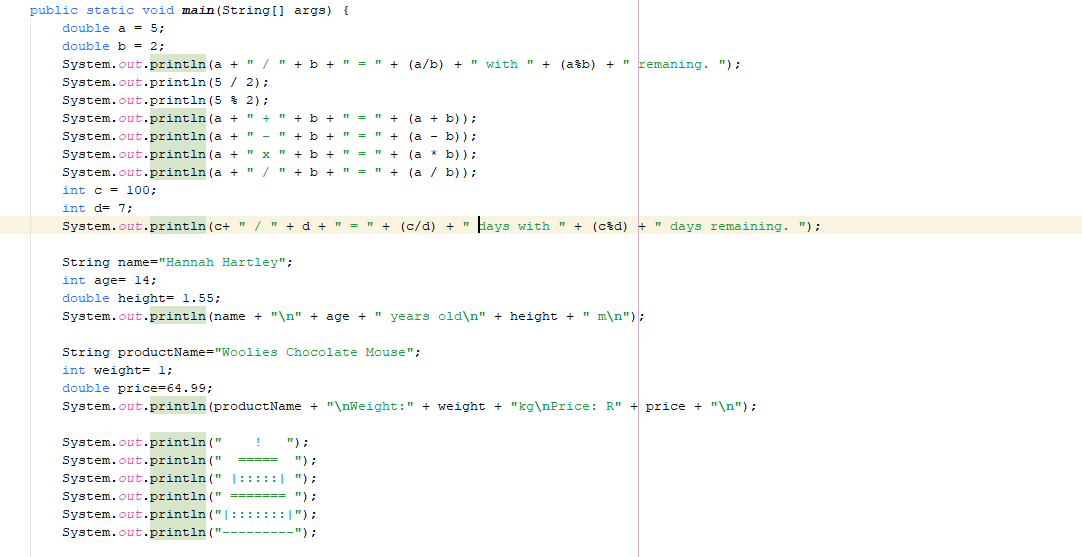 public static void main(String[] args) {
double a = 5;
double b = 2;
System.out.println(a + " / " + b + " = " + (a/b) + " with " + (a%b) + " remaning. ");
System.out.println(5 / 2);
System.out.println(5 % 2);
System.out.println(a + " + " + b + " = " + (a + b));
System.out.println(a + " - " + b + " = " + (a - b));
System.out.println(a + " x " + b + " = " + (a * b));
System.out.println(a + " / " + b + " = " + (a / b));
int c = 100;
int d= 7;
System.out.println(c+ " / " + d + " = " + (c/d) + " days with " + (c%d) + " days remaining. ");
String name="Hannah Hartley";
int age= 14;
double height= 1.55;
System.out.println(name + "\n" + age + " years old\n" + height + " m\n");
String productName="Woolies Chocolate Mouse";
int weight= 1;
double price=64.99;
System.out.println(productName + "\nWeight:" + weight + "kg\nPrice: R" + price + "\n");
System.out.println("    !   ");
System.out.println("  =====  ");
System.out.println(" |:::::| ");
System.out.println(" ======= ");
System.out.println("|:::::::|");
System.out.println("---------");